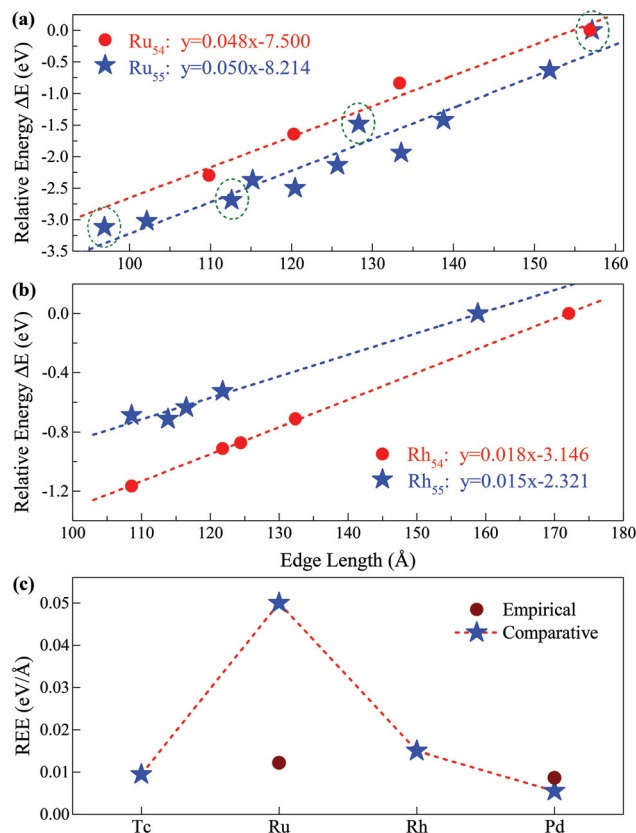 (a)
Ru54: y=0.048x-7.500
Ru55: y=0.050x-8.214
Relative Energy ΔE (eV)
0.0
-0.5
-1.0
-1.5
-2.0
-2.5
-3.0
-3.5
100 110 120 130 140 150 160
(b)
Relative Energy ΔE (eV)
0.0
-0.4
-0.8
-1.2
Rh54: y=0.018x-3.146
Rh55: y=0.015x-2.321
100 110 120 130 140 150 160 170 180
Edge Length (Å)
(c)
REE (eV/Å)
0.05
0.04
0.03
0.02
0.01
0.00
Empirical
Comparative
Tc Ru Rh Pd